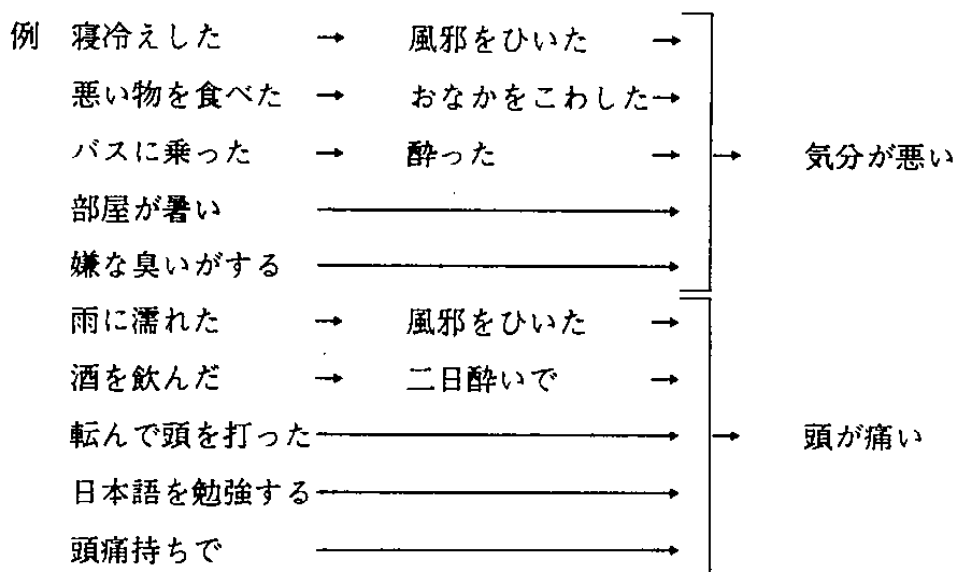 例 寝冷えした → 風邪をひいた →
悪い物を食べた → おなかをこわした→
バスに乗った → 酔った → → 気分が悪い
部屋が暑い →
嫌な臭いがする →
雨に濡れた → 風邪をひいた →
酒を飲んだ → 二日酔いで →
転んで頭を打った → → 頭が痛い
日本語を勉強する →
頭痛持ちで →